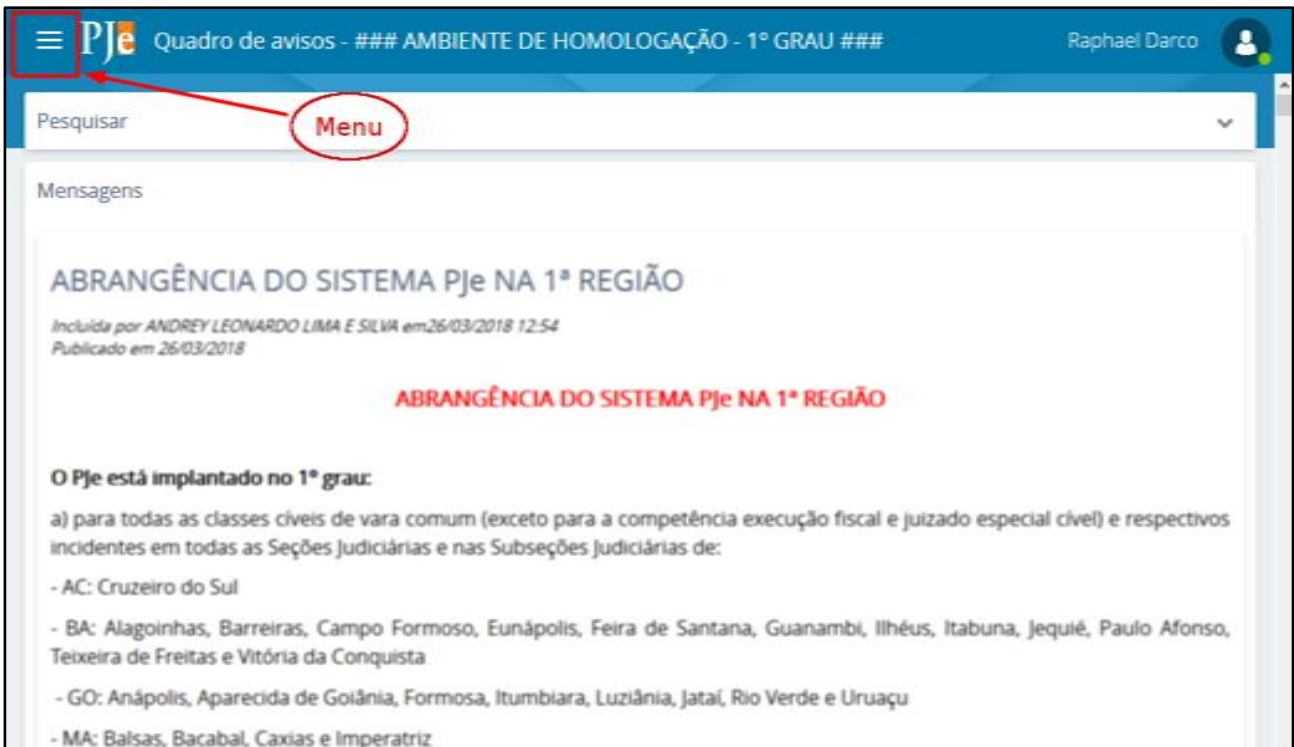 PJe Quadro de avisos - ### AMBIENTE DE HOMOLOGAÇÃO - 1º GRAU ### Raphael Darco
Pesquisar
Menu
Mensagens
ABRANGÊNCIA DO SISTEMA PJe NA 1ª REGIÃO
Incluída por ANDREY LEONARDO LIMA E SILVA em26/03/2018 12:54
Publicado em 26/03/2018
ABRANGÊNCIA DO SISTEMA PJe NA 1ª REGIÃO
O PJe está implantado no 1º grau:
a) para todas as classes cíveis de vara comum (exceto para a competência execução fiscal e juizado especial cível) e respectivos
incidentes em todas as Seções Judiciárias e nas Subseções Judiciárias de:
- AC: Cruzeiro do Sul
- BA: Alagoinhas, Barreiras, Campo Formoso, Eunápolis, Feira de Santana, Guanambi, Ilhéus, Itabuna, Jequié, Paulo Afonso,
Teixeira de Freitas e Vitória da Conquista
- GO: Anápolis, Aparecida de Goiânia, Formosa, Itumbiara, Luziânia, Jataí, Rio Verde e Uruaçu
- MA: Balsas, Bacabal, Caxias e Imperatriz